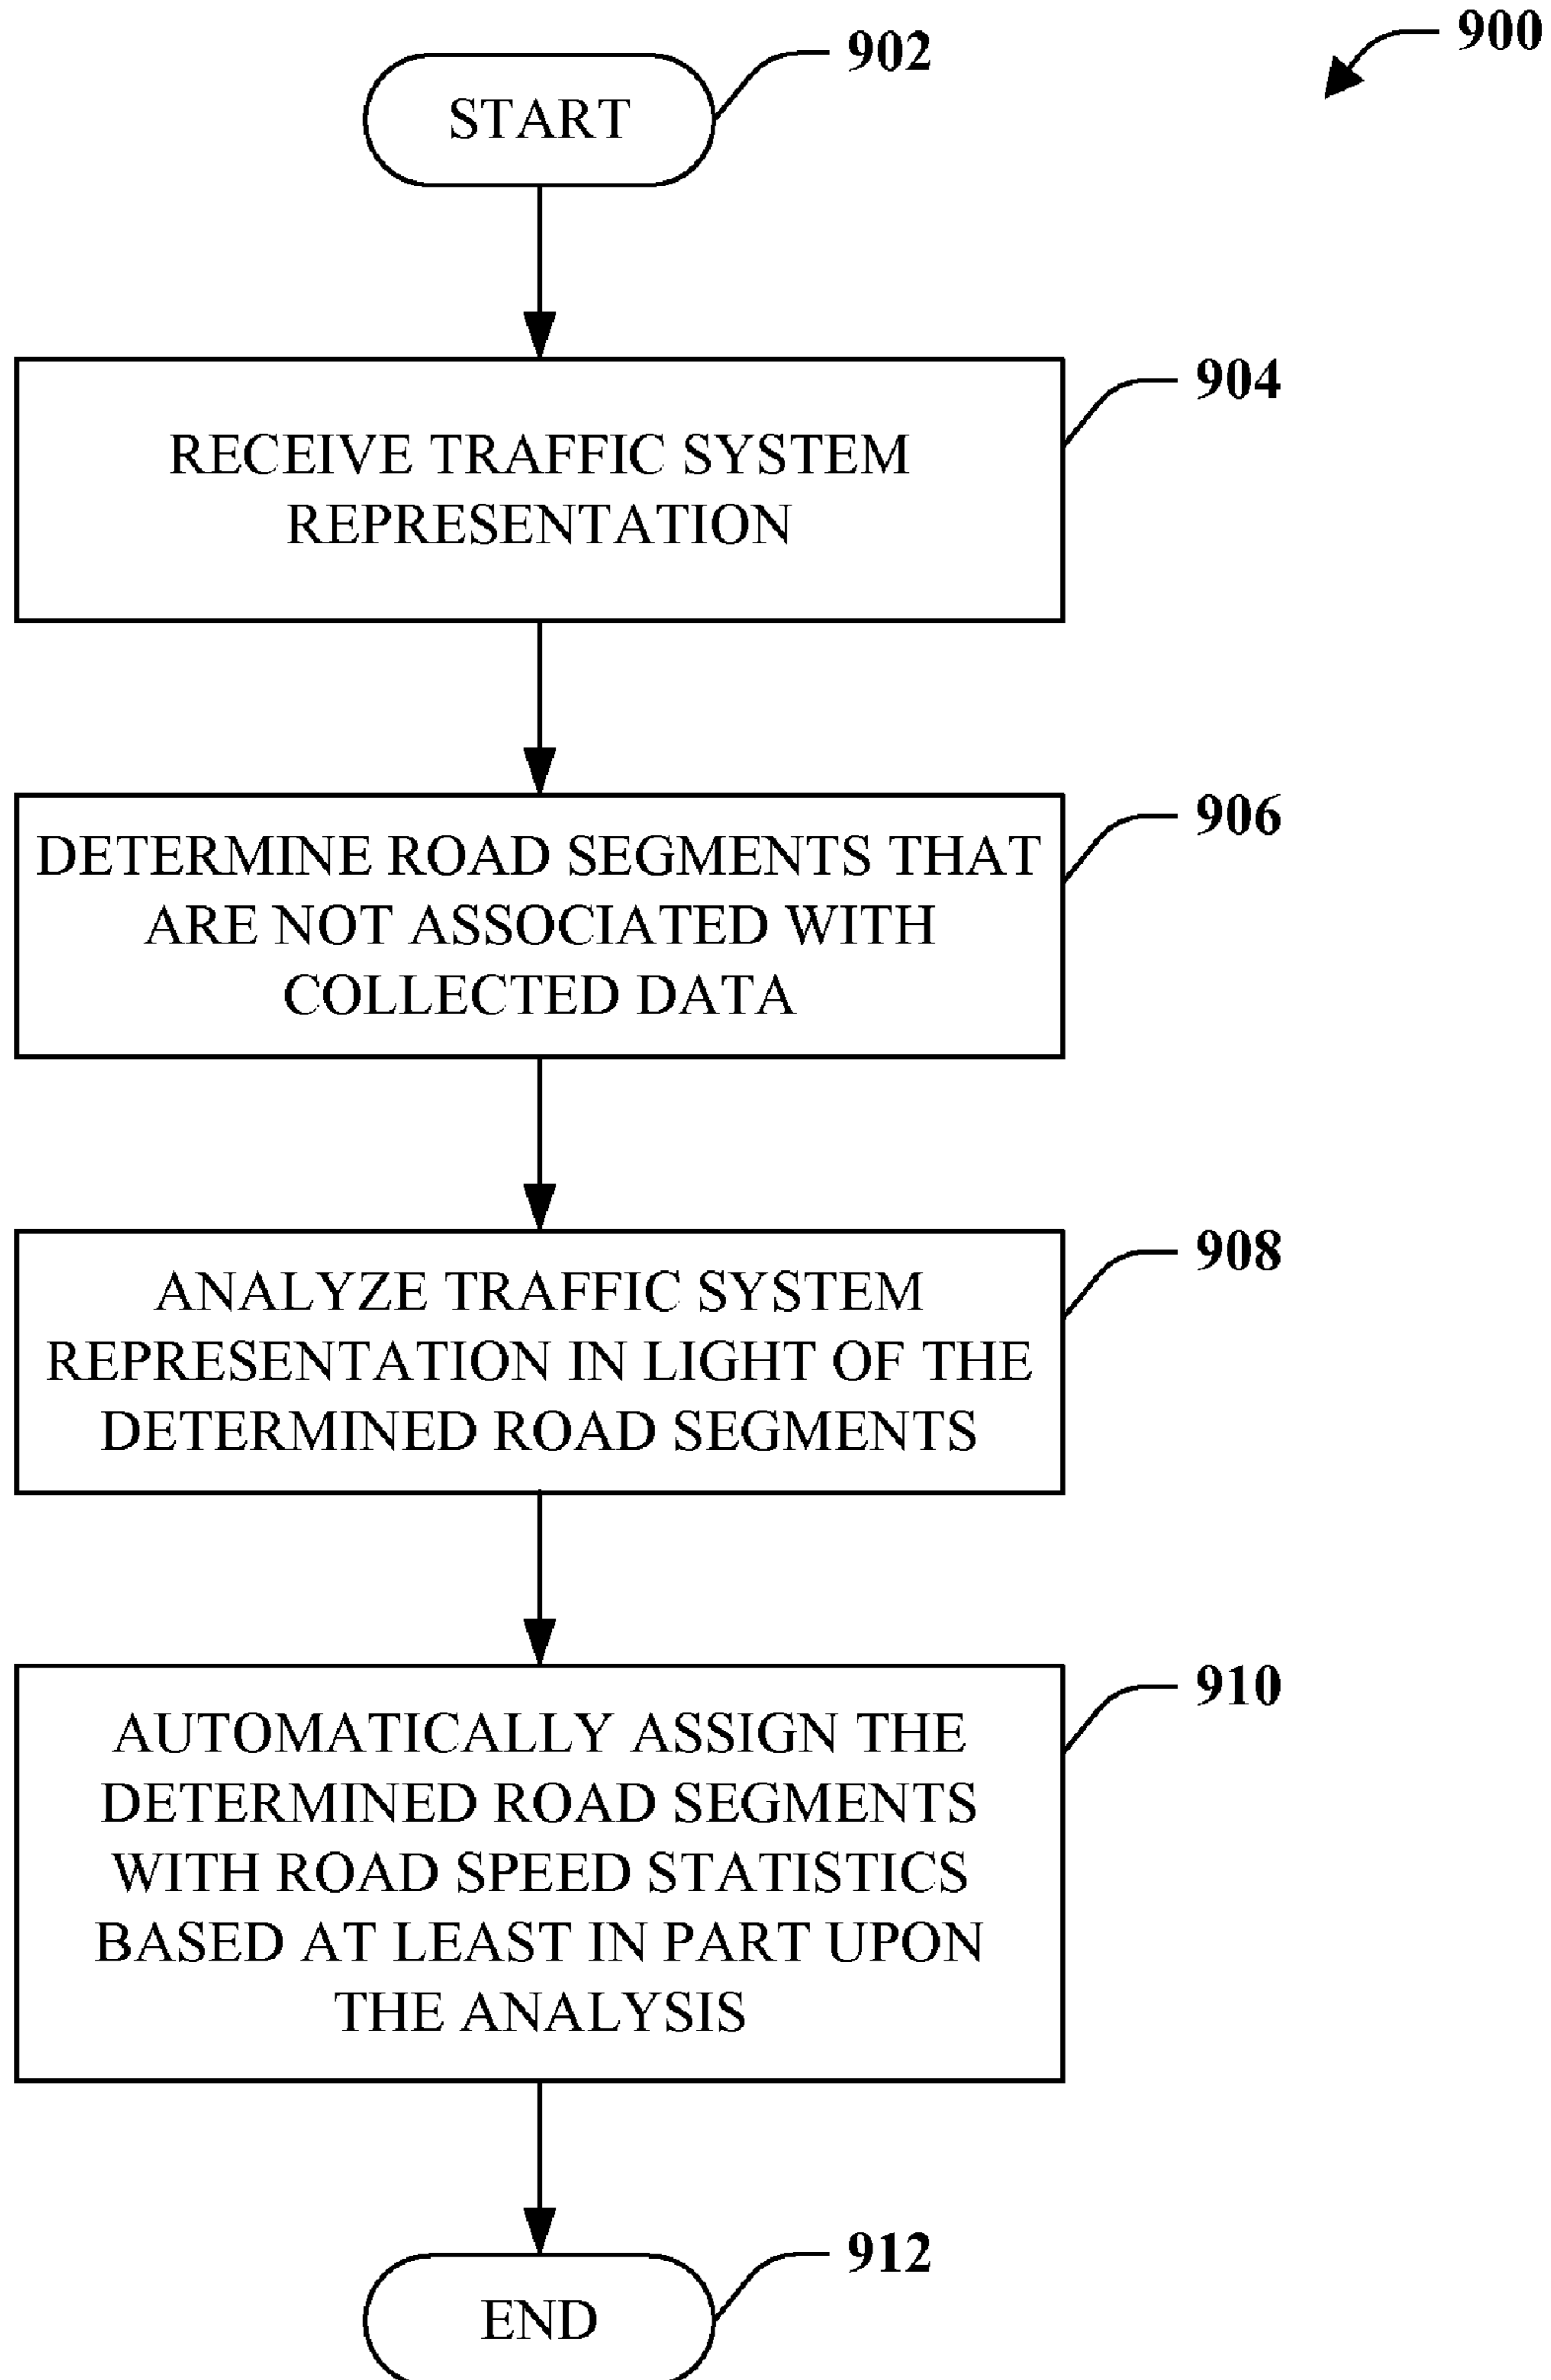 900
902
START
904
RECEIVE TRAFFIC SYSTEM
REPRESENTATION
906
DETERMINE ROAD SEGMENTS THAT
ARE NOT ASSOCIATED WITH
COLLECTED DATA
908
ANALYZE TRAFFIC SYSTEM
REPRESENTATION IN LIGHT OF THE
DETERMINED ROAD SEGMENTS
910
AUTOMATICALLY ASSIGN THE
DETERMINED ROAD SEGMENTS
WITH ROAD SPEED STATISTICS
BASED AT LEAST IN PART UPON
THE ANALYSIS
912
END